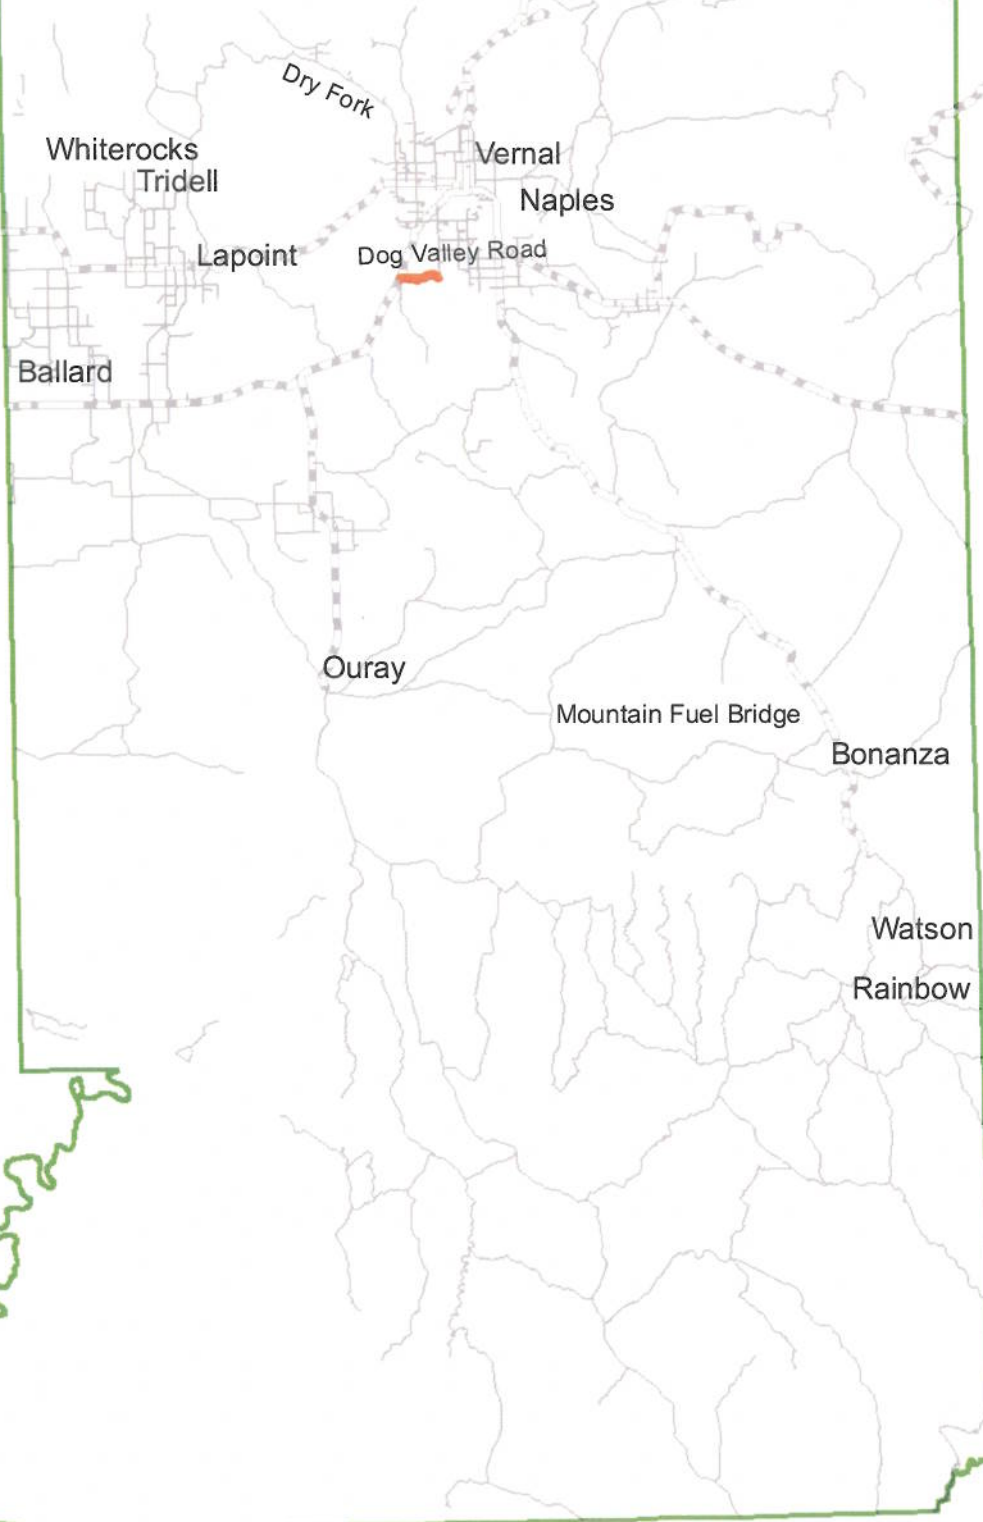 Dry Fork
Whiterocks
Vernal
Tridell
Naples
Lapoint
Dog Valley Road
Ballard
Ouray
Mountain Fuel Bridge
Bonanza
Watson
Rainbow